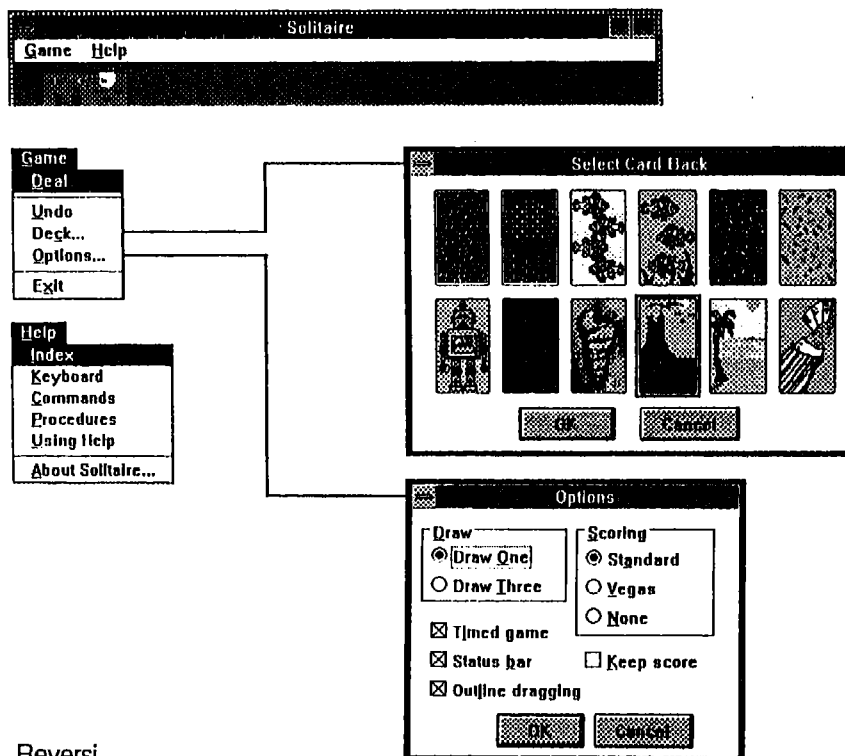 Solitaire
Game Help
Game
Deal
Undo
Deck...
Options...
Exit
Help
Index
Keyboard
Commands
Procedures
Using Help
About Solitaire...
Select Card Back
OK Cancel
Options
Draw
Draw One
Draw Three
Scoring
Standard
Vegas
None
Timed game
Status bar
Keep score
Outline dragging
OK Cancel
Reversi